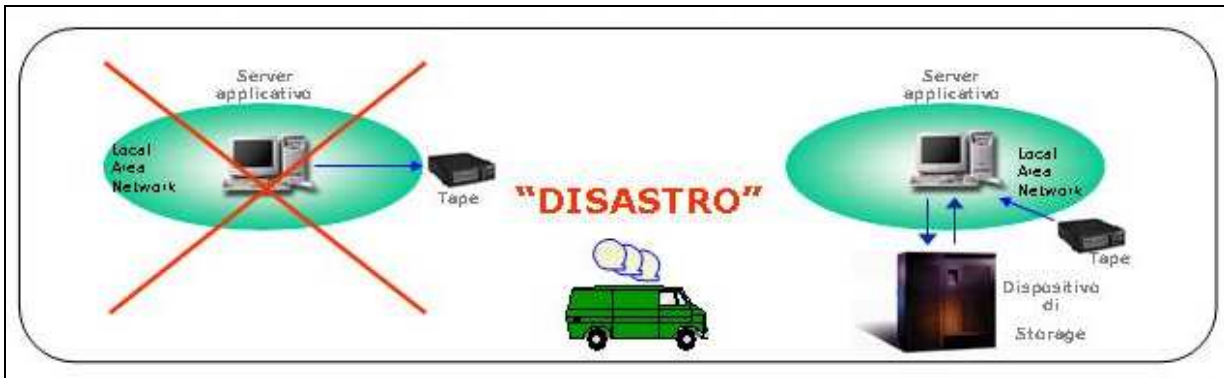 Server
applicativo
Local
Area
Network
Tape
"DISASTRO"
Server
applicativo
Local
Area
Network
Tape
Dispositivo
di
Storage